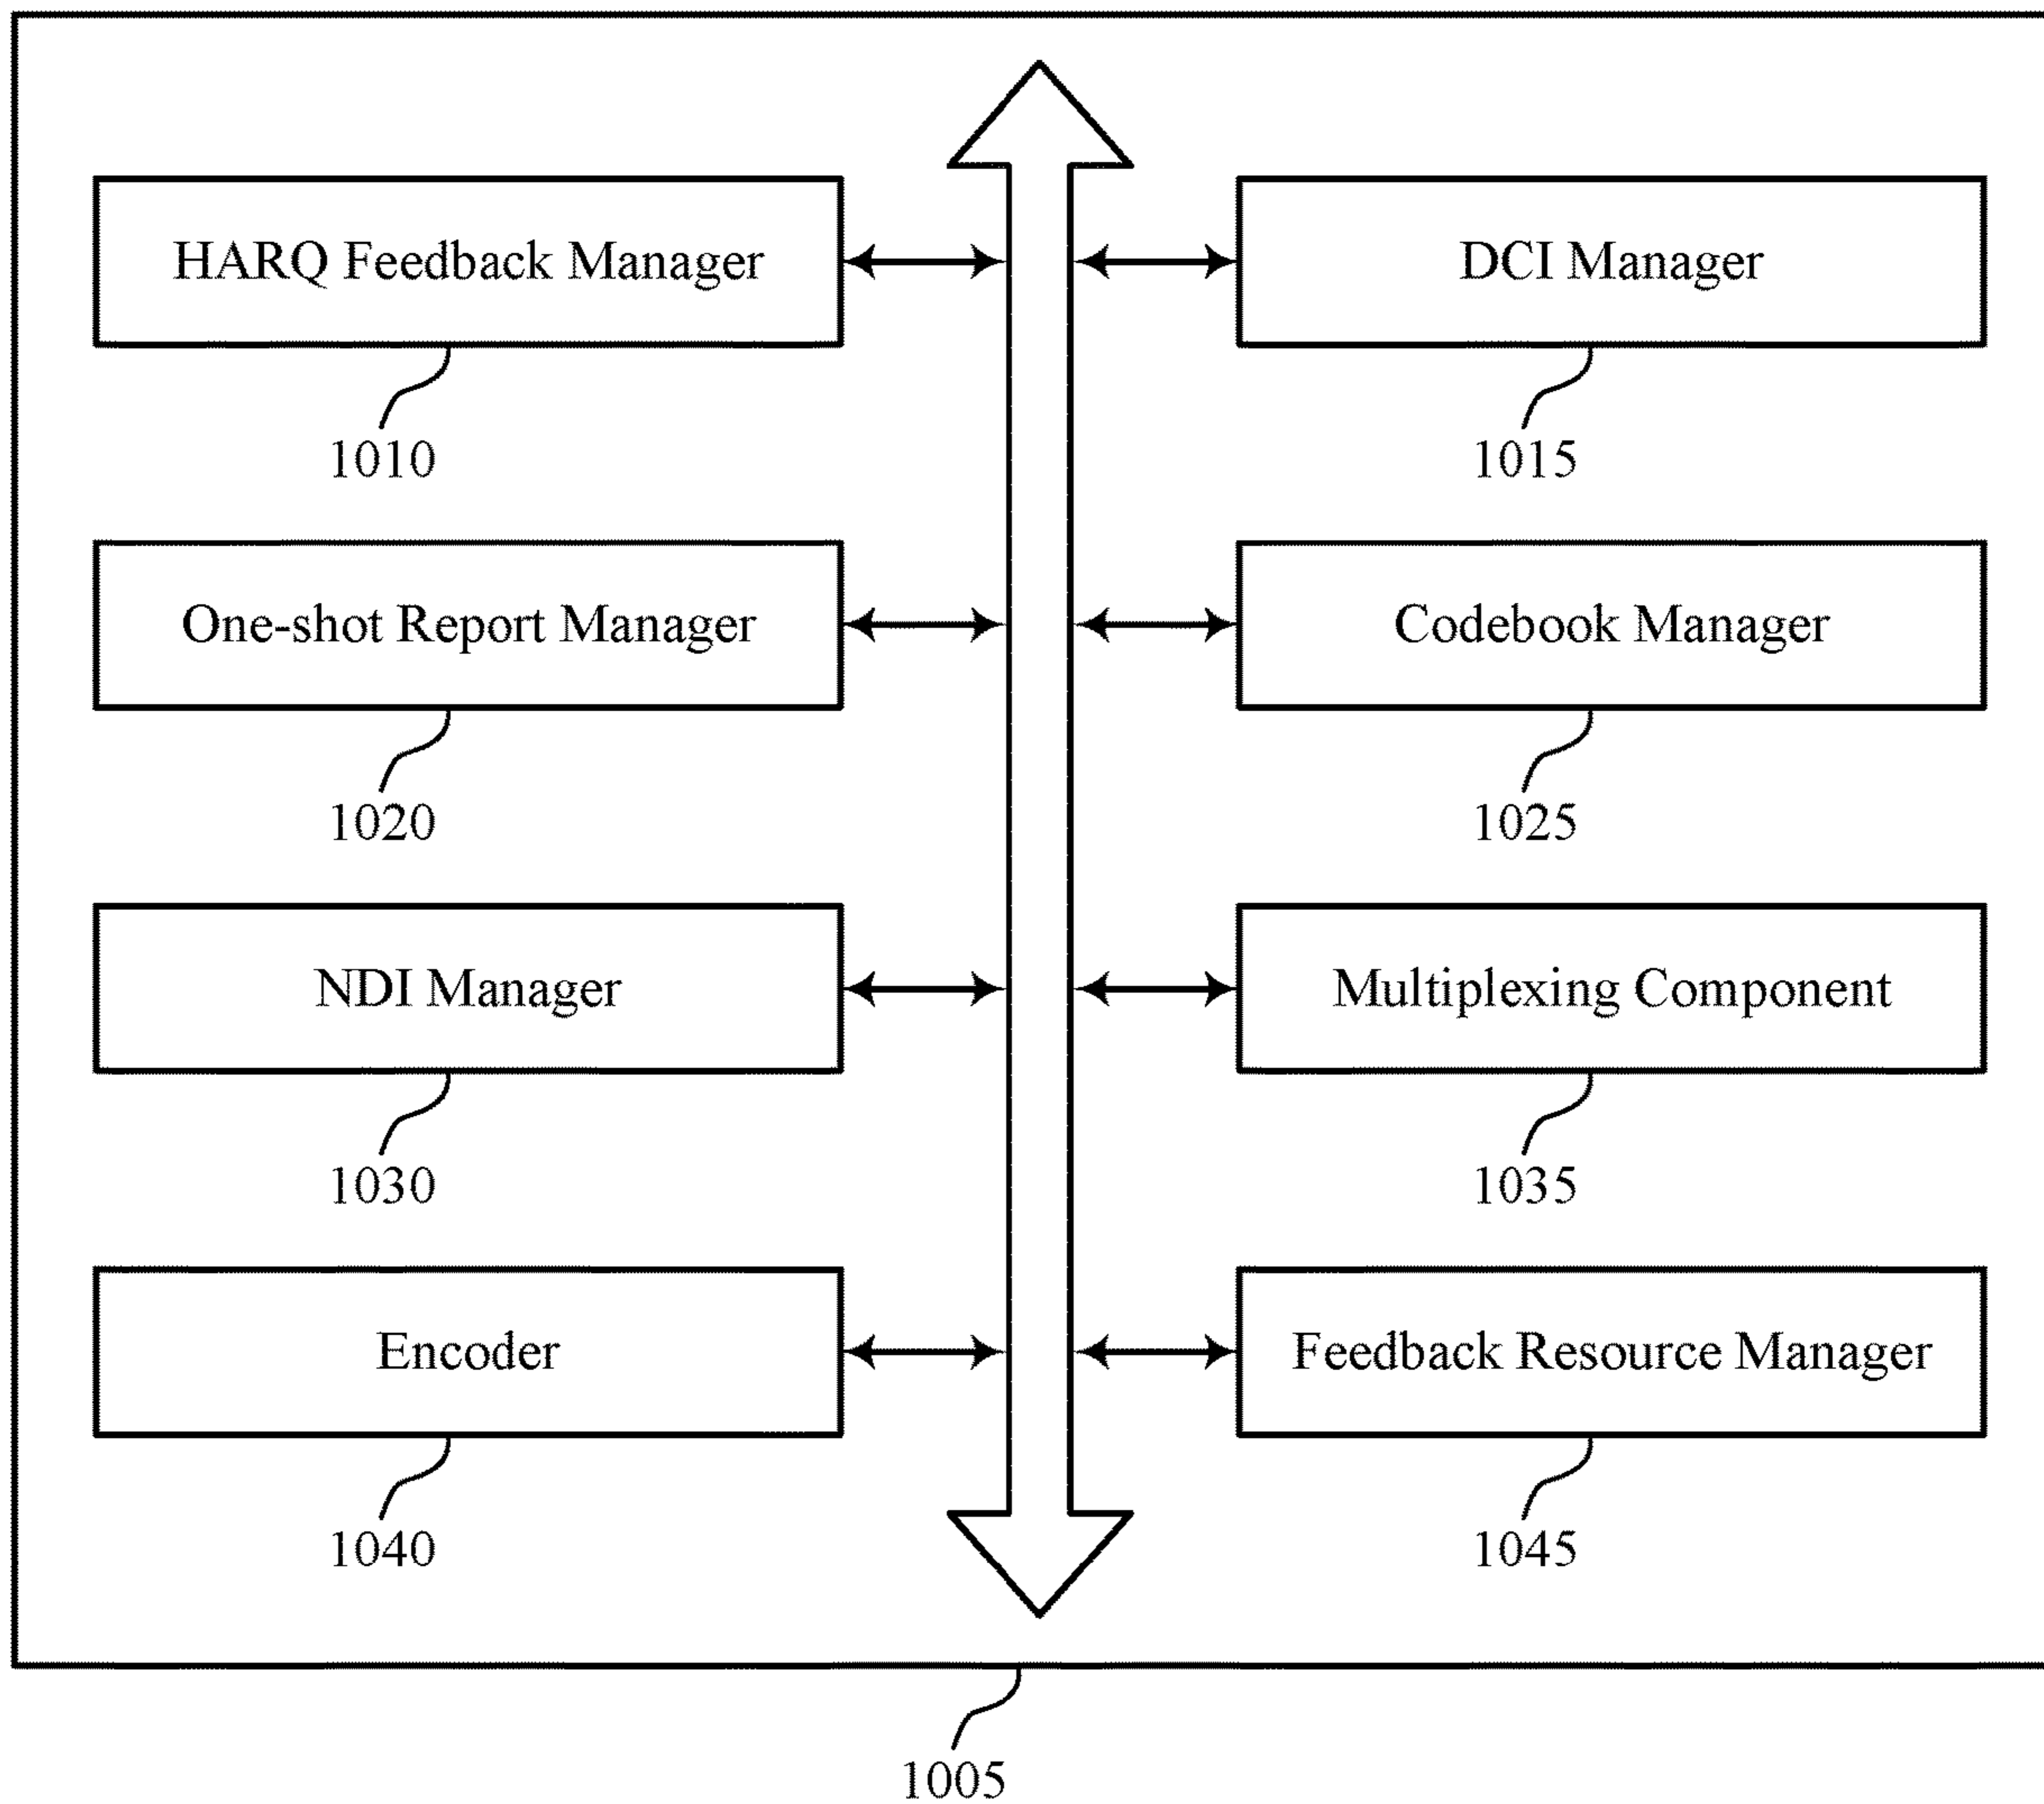 HARQ Feedback Manager
DCI Manager
1010
1015
One-shot Report Manager
Codebook Manager
1020
1025
NDI Manager
Multiplexing Component
1030
1035
Encoder
Feedback Resource Manager
1040
1045
1005